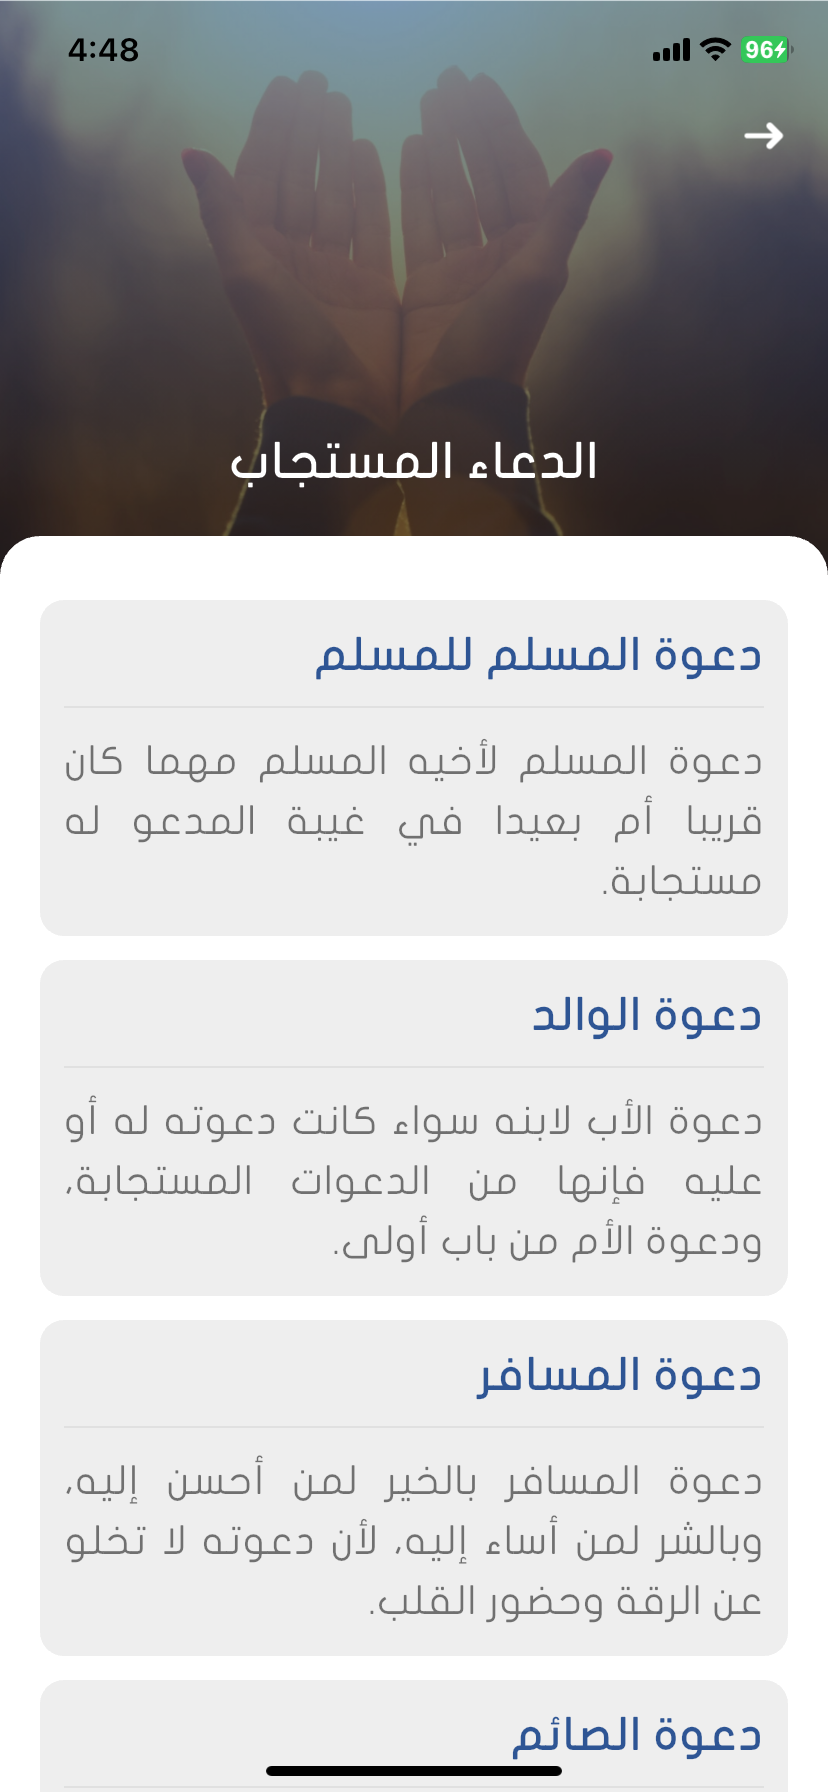 4:48
96
الدعاء المستجاب
دعوة المسلم للمسلم
دعوة المسلم لأخيه المسلم مهما كان
قريبا أم بعيدا في غيبة المدعو له
مستجابة.
دعوة الوالد
دعوة الأب لابنه سواء كانت دعوته له أو
عليه فإنها من الدعوات المستجابة،
ودعوة الأم من باب أولى.
دعوة المسافر
دعوة المسافر بالخير لمن أحسن إليه،
وبالشر لمن أساء إليه، لأن دعوته لا تخلو
عن الرقة وحضور القلب.
دعوة الصائم